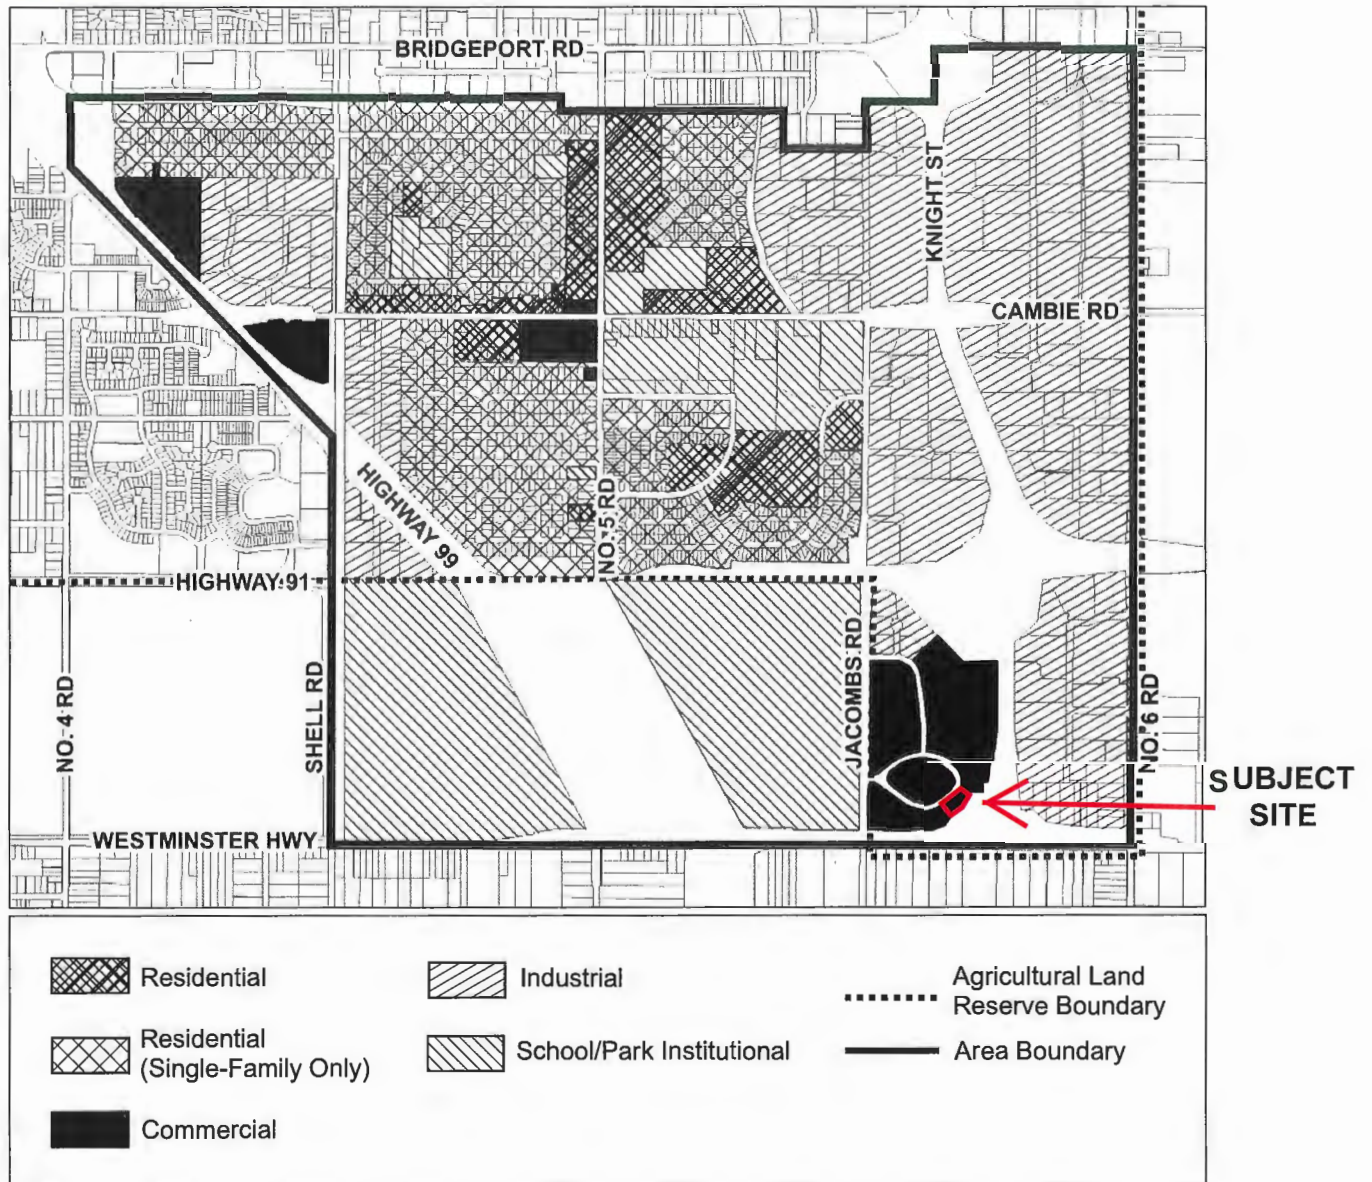 BRIDGEPORT RD
KNIGHT ST
CAMBIE RD
HIGHWAY 99
NO. 5 RD
HIGHWAY 91
NO. 4 RD
SHELL RD
JACOMBS RD
NO. 6 RD
SUBJECT
SITE
WESTMINSTER HWY
Residential
Industrial
Agricultural Land
Reserve Boundary
Residential
(Single-Family Only)
School/Park Institutional
Area Boundary
Commercial